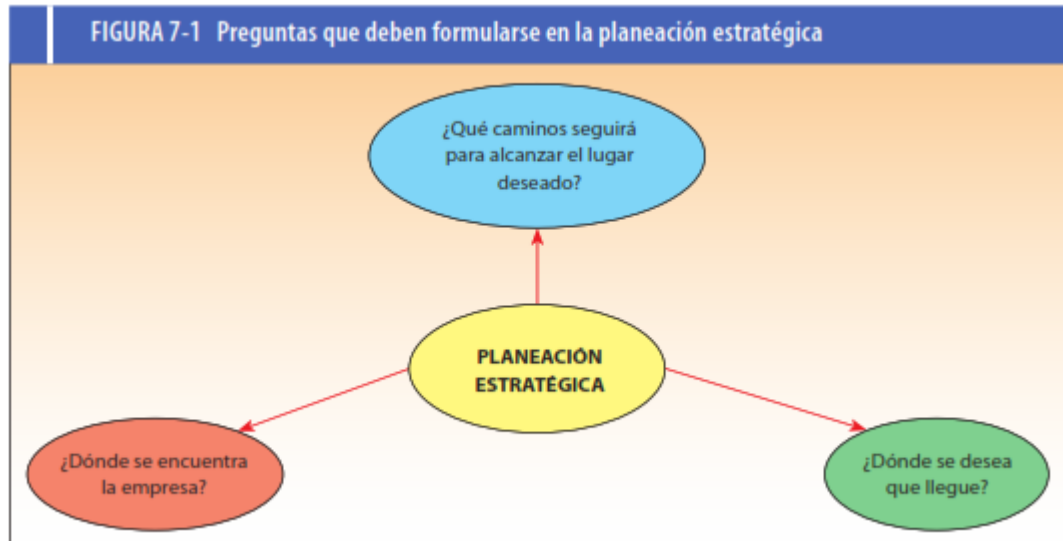 FIGURA 7-1 Preguntas que deben formularse en la planeación estratégica
¿Qué caminos seguirá
para alcanzar el lugar
deseado?
PLANEACIÓN
ESTRATÉGICA
¿Dónde se encuentra
la empresa?
¿Dónde se desea
que llegue?